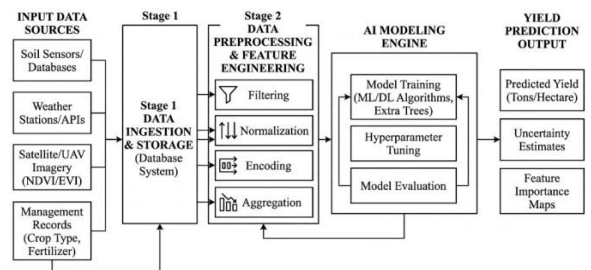 INPUT DATA
SOURCES
Soil Sensors/
Databases
Weather
Stations/APIs
Satellite/UAV
Imagery
(NDVI/EVI)
Management
Records
(Crop Type,
Fertilizer)
Stage 1
Stage 1
DATA
INGESTION
& STORAGE
(Database
System)
Stage 2
DATA
PREPROCESSING
& FEATURE
ENGINEERING
Filtering
Normalization
Encoding
Aggregation
AI MODELING
ENGINE
Model Training
(ML/DL Algorithms,
Extra Trees)
Hyperparameter
Tuning
Model Evaluation
YIELD
PREDICTION
OUTPUT
Predicted Yield
(Tons/Hectare)
Uncertainty
Estimates
Feature
Importance
Maps